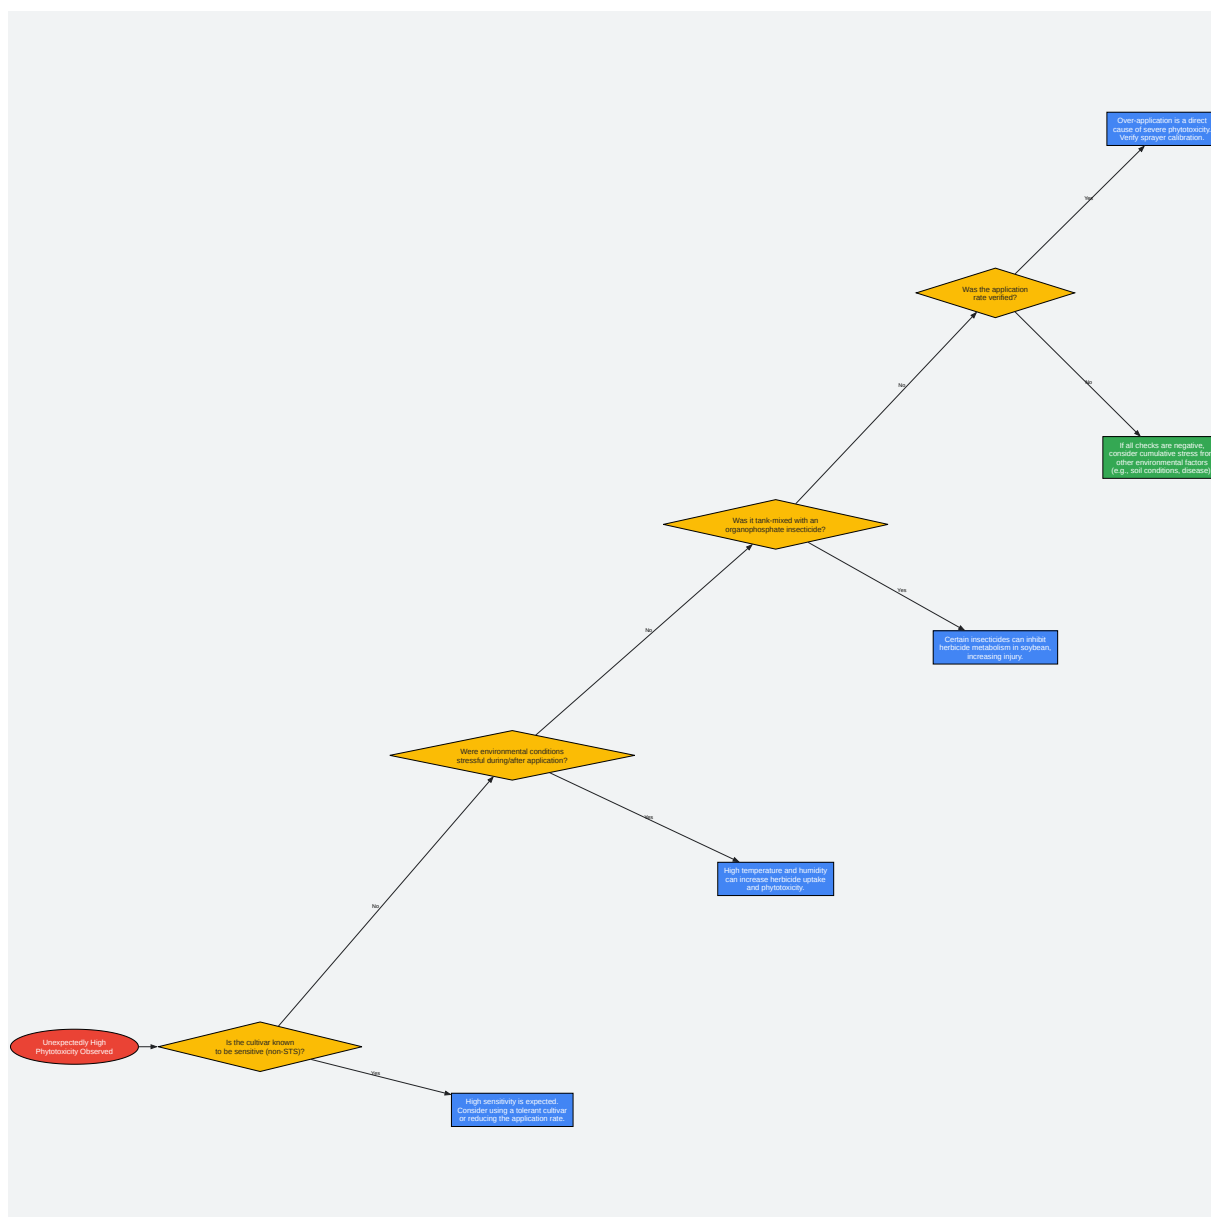 Over-application is a direct
cause of severe phytotoxicity.
Verify sprayer calibration.
Yes
Was the application
rate verified?
No
No
If all checks are negative,
consider cumulative stress from
other environmental factors
(e.g., soil conditions, disease)
Was it tank-mixed with an
organophosphate insecticide?
Yes
No
Certain insecticides can inhibit
herbicide metabolism in soybean,
increasing injury.
Were environmental conditions
stressful during/after application?
Yes
High temperature and humidity
can increase herbicide uptake
and phytotoxicity.
No
Unexpectedly High
Phytotoxicity Observed
Is the cultivar known
to be sensitive (non-STS)?
Yes
High sensitivity is expected.
Consider using a tolerant cultivar
or reducing the application rate.